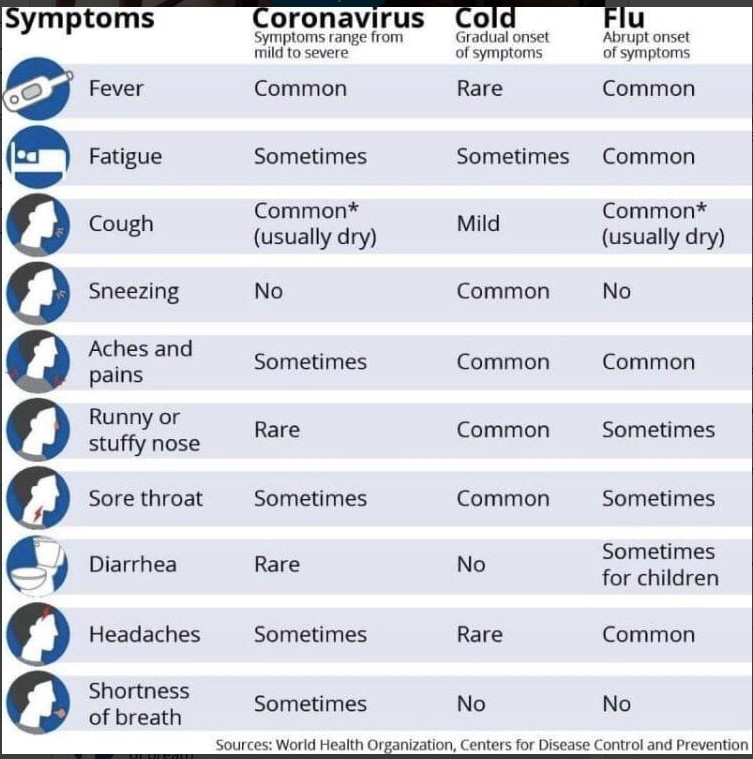 Symptoms Coronavirus Cold Flu
Symptoms range from Gradual onset Abrupt onset
mild to severe of symptoms of symptoms
Fever Common Rare Common
Fatigue Sometimes Sometimes Common
Cough Common* (usually dry) Mild Common* (usually dry)
Sneezing No Common No
Aches and pains Sometimes Common Common
Runny or stuffy nose Rare Common Sometimes
Sore throat Sometimes Common Sometimes
Diarrhea Rare No Sometimes for children
Headaches Sometimes Rare Common
Shortness of breath Sometimes No No
Sources: World Health Organization, Centers for Disease Control and Prevention